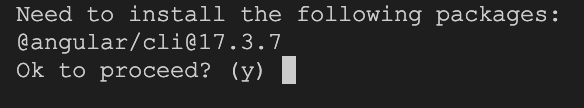 Need to install the following packages:
@angular/cli@17.3.7
Ok to proceed? (y)